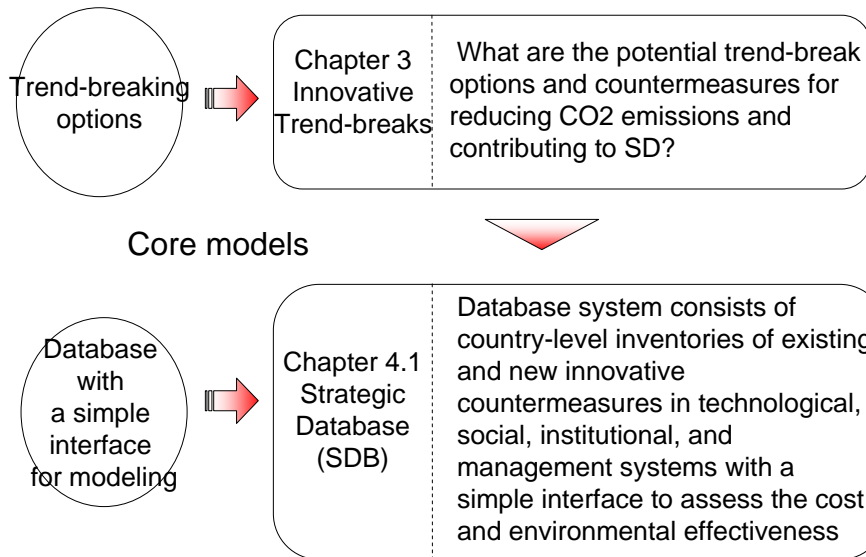 Trend-breaking
options
Chapter 3
Innovative
Trend-breaks
What are the potential trend-break
options and countermeasures for
reducing CO2 emissions and
contributing to SD?
Core models
Database
with
a simple
interface
for modeling
Chapter 4.1
Strategic
Database
(SDB)
Database system consists of
country-level inventories of existing
and new innovative
countermeasures in technological,
social, institutional, and
management systems with a
simple interface to assess the cost
and environmental effectiveness